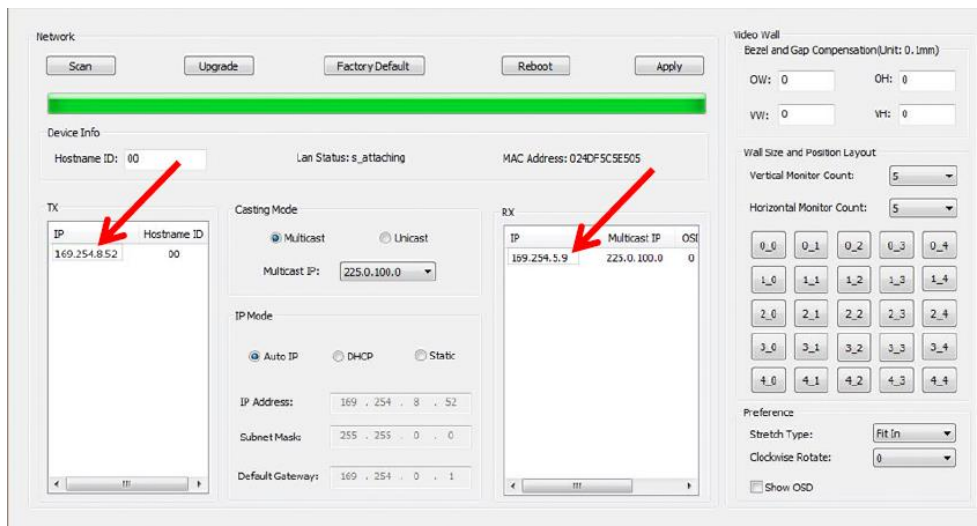 Network
Scan Upgrade Factory Default Reboot Apply
Device Info
Hostname ID: 00 Lan Status: s_attaching MAC Address: 024DF5C5E505
TX
IP Hostname ID
169.254.8.52 00
Casting Mode
Multicast Unicast
Multicast IP: 225.0.100.0
IP Mode
Auto IP DHCP Static
IP Address: 169 . 254 . 8 . 52
Subnet Mask: 255 . 255 . 0 . 0
Default Gateway: 169 . 254 . 0 . 1
RX
IP Multicast IP OSI
169.254.5.9 225.0.100.0 0
Video Wall
Bezel and Gap Compensation(Unit: 0.1mm)
OW: 0 OH: 0
VW: 0 VH: 0
Wall Size and Position Layout
Vertical Monitor Count: 5
Horizontal Monitor Count: 5
0_0 0_1 0_2 0_3 0_4
1_0 1_1 1_2 1_3 1_4
2_0 2_1 2_2 2_3 2_4
3_0 3_1 3_2 3_3 3_4
4_0 4_1 4_2 4_3 4_4
Preference
Stretch Type: Fit In
Clockwise Rotate: 0
Show OSD